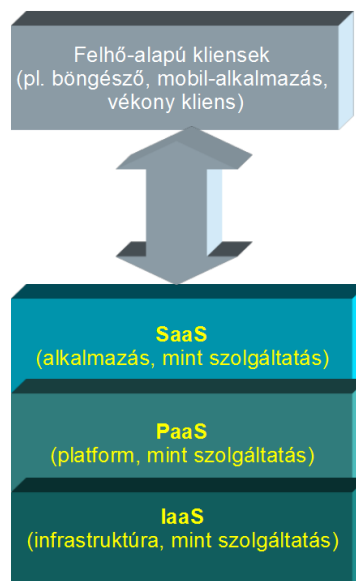 Felhő-alapú kliensek
(pl. böngésző, mobil-alkalmazás,
vékony kliens)
SaaS
(alkalmazás, mint szolgáltatás)
PaaS
(platform, mint szolgáltatás)
IaaS
(infrastruktúra, mint szolgáltatás)